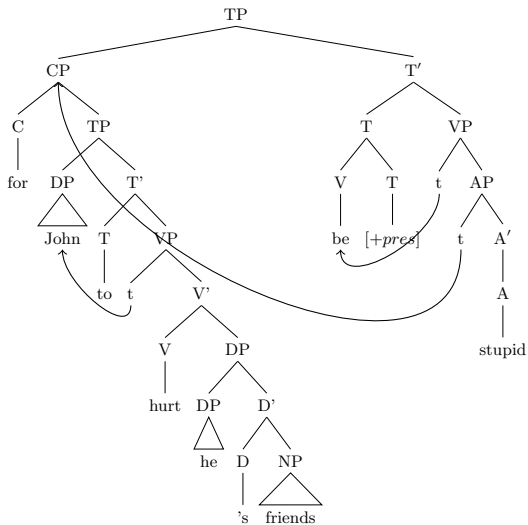 TP
CP T′
C TP T VP
for DP T' V T t AP
John T VP be [+pres] t A′
to t V' A
V DP stupid
hurt DP D'
he D NP
's friends